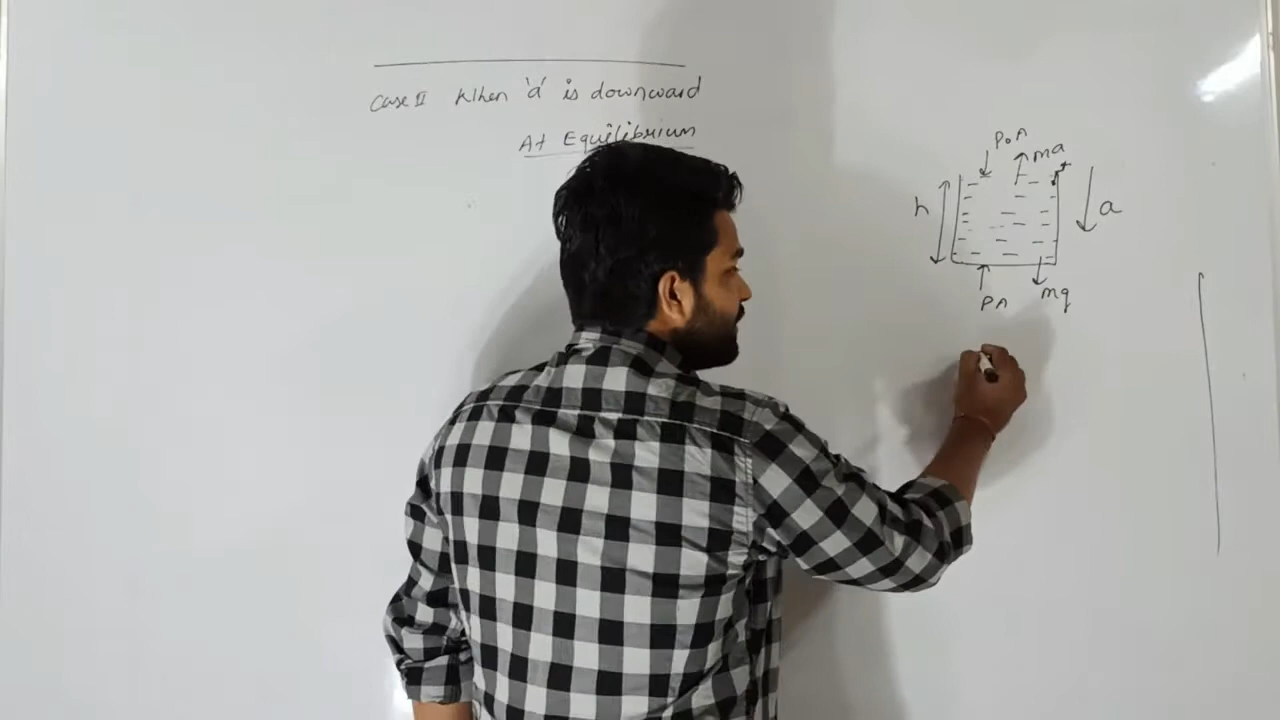 Case II When 'a' is downward
At Equilibrium
P₀A
ma
h
a
PA
mg